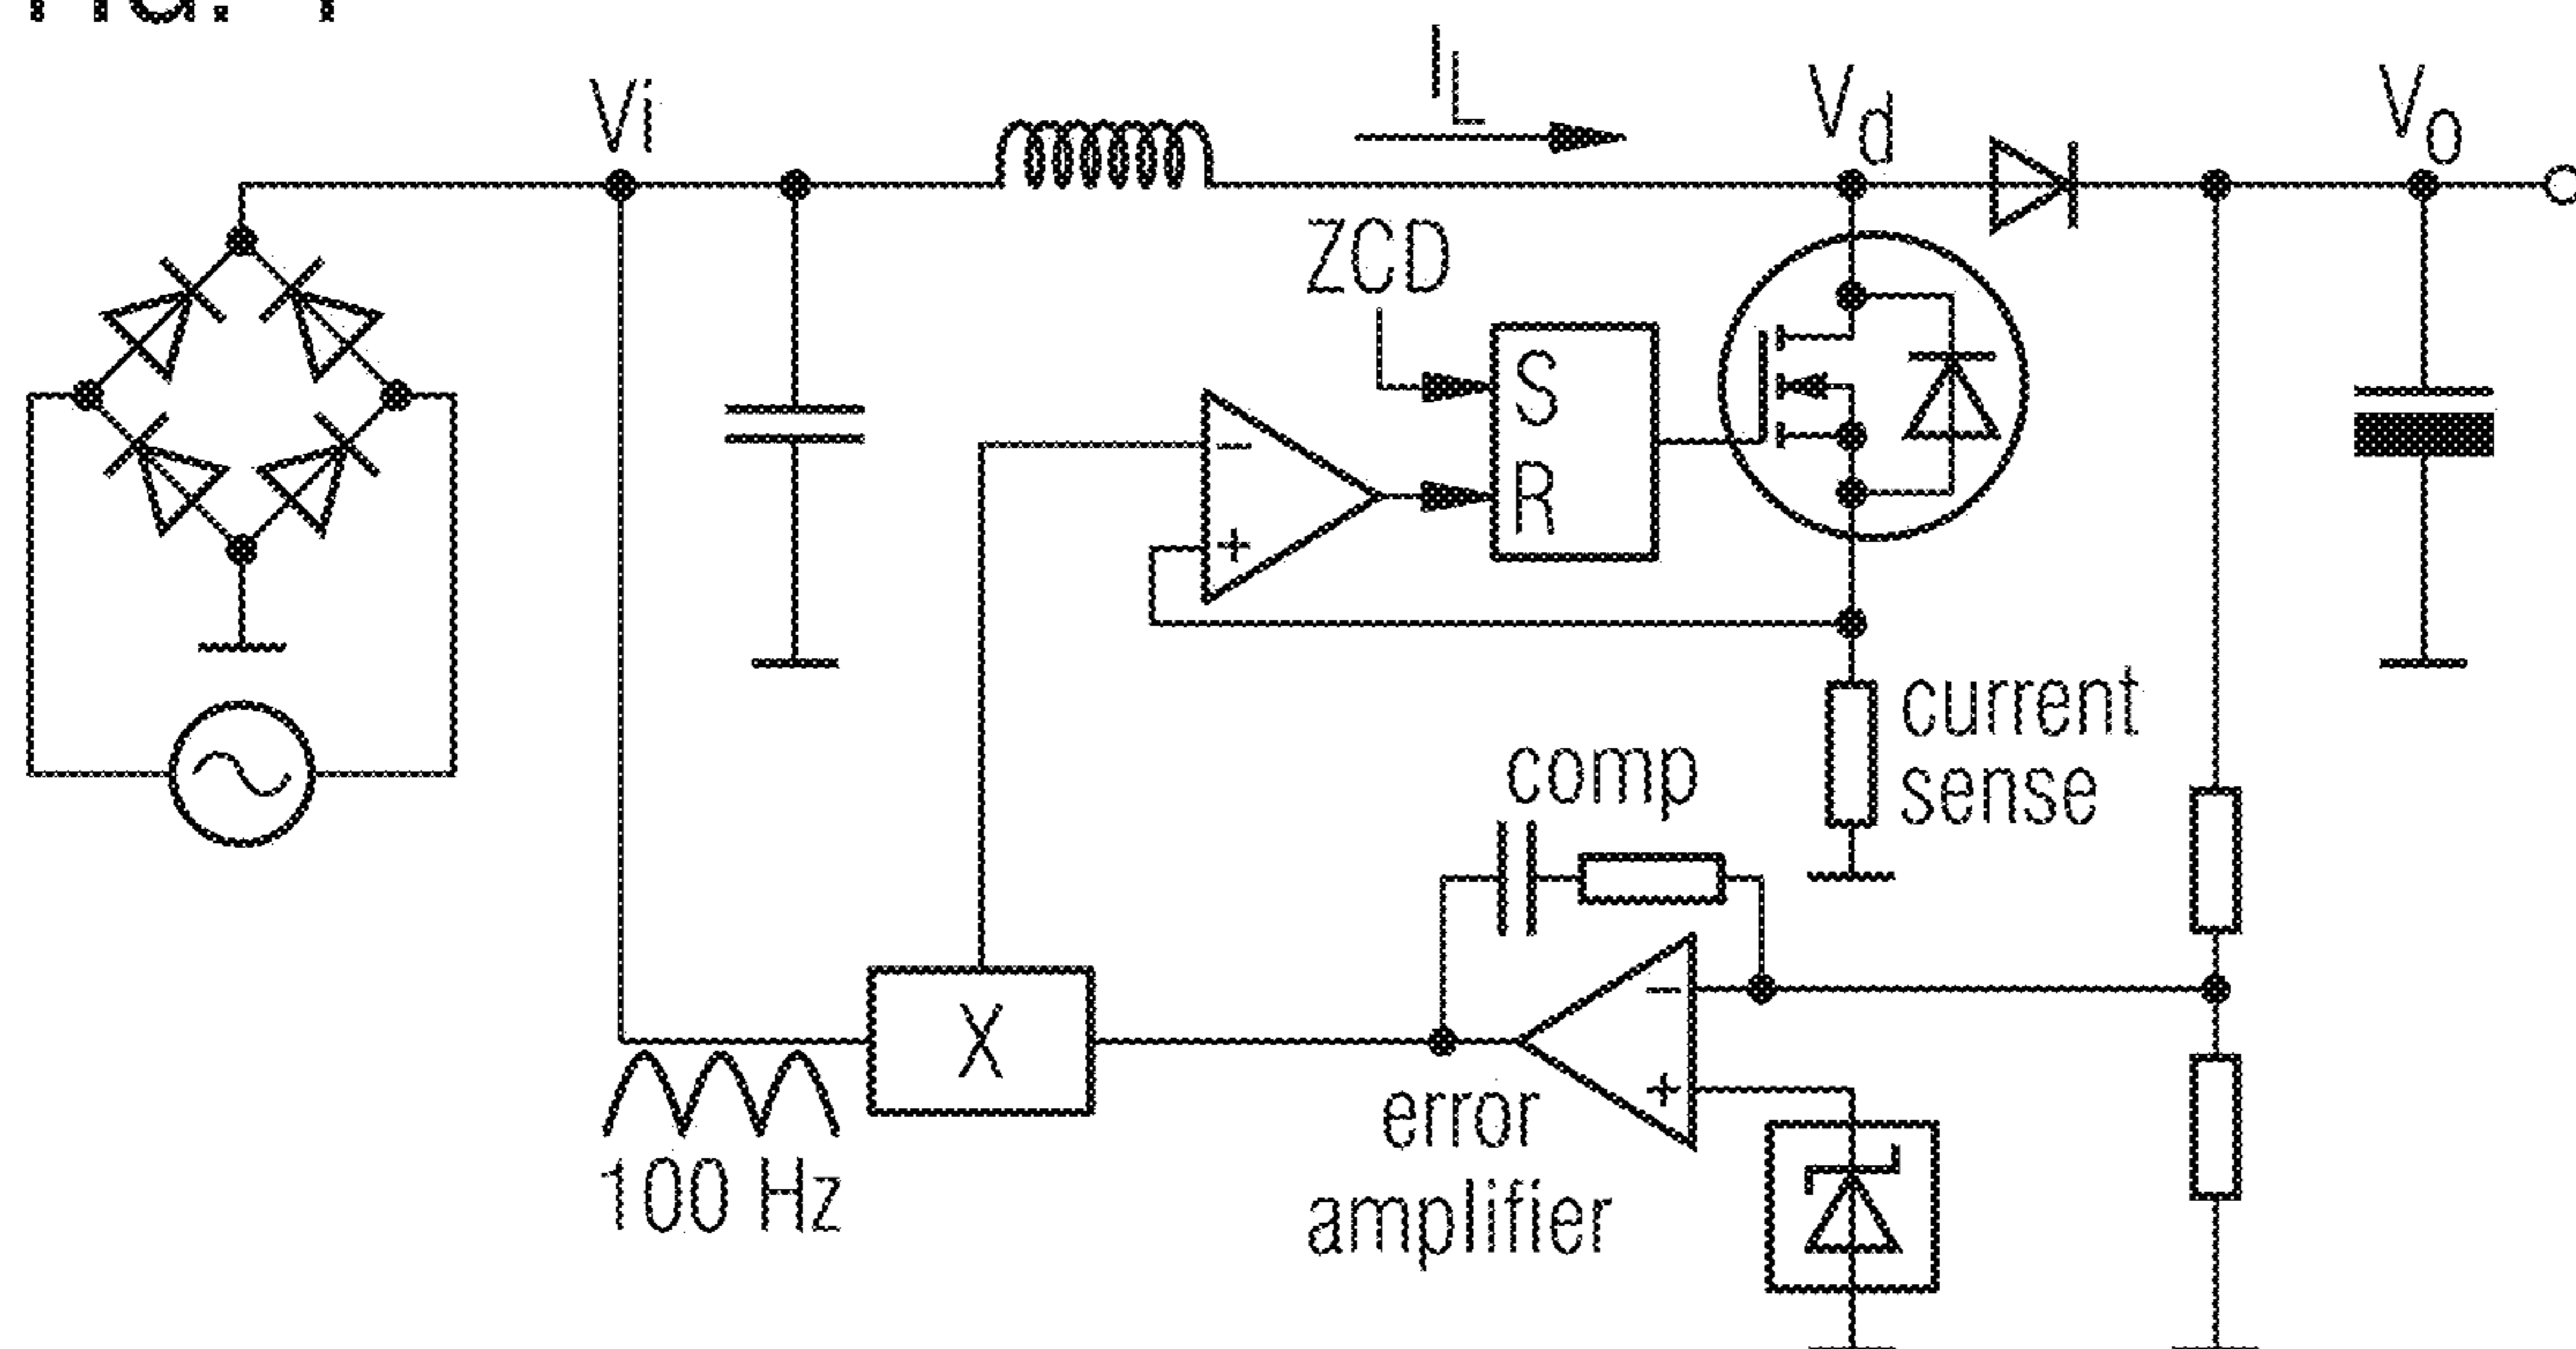 Vi
I_L
V_d
V_o
ZCD
S
R
−
+
current
sense
comp
X
−
+
100 Hz
error
amplifier